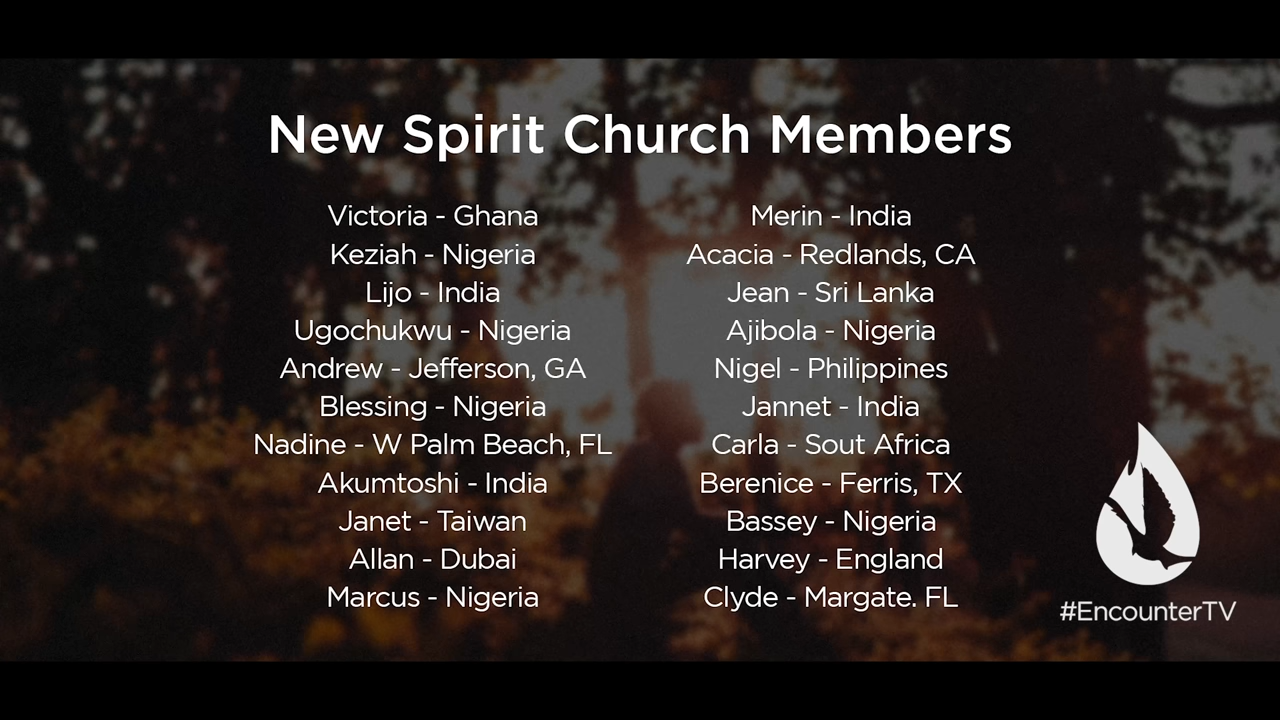 New Spirit Church Members
Victoria - Ghana
Keziah - Nigeria
Lijo - India
Ugochukwu - Nigeria
Andrew - Jefferson, GA
Blessing - Nigeria
Nadine - W Palm Beach, FL
Akumtoshi - India
Janet - Taiwan
Allan - Dubai
Marcus - Nigeria
Merin - India
Acacia - Redlands, CA
Jean - Sri Lanka
Ajibola - Nigeria
Nigel - Philippines
Jannet - India
Carla - Sout Africa
Berenice - Ferris, TX
Bassey - Nigeria
Harvey - England
Clyde - Margate. FL
#EncounterTV